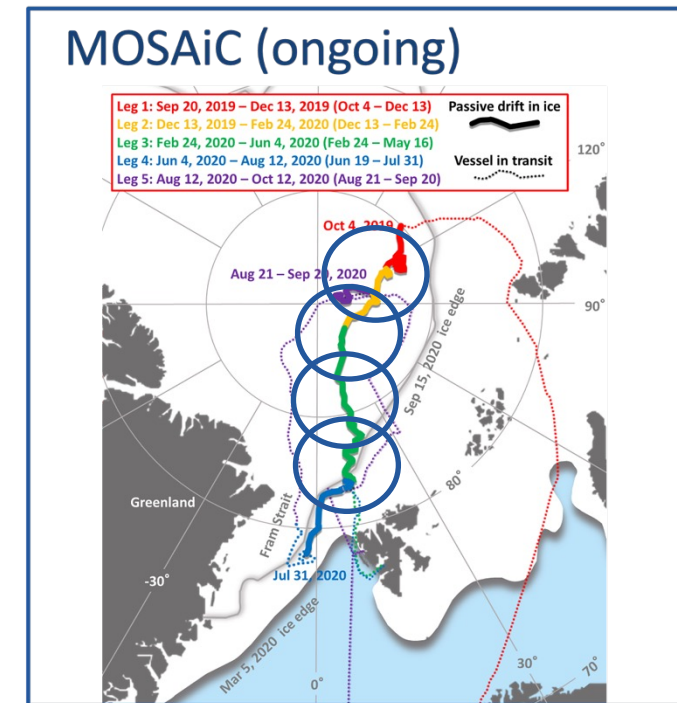 MOSAiC (ongoing)
Leg 1: Sep 20, 2019 – Dec 13, 2019 (Oct 4 – Dec 13)
Leg 2: Dec 13, 2019 – Feb 24, 2020 (Dec 13 – Feb 24)
Leg 3: Feb 24, 2020 – Jun 4, 2020 (Feb 24 – May 16)
Leg 4: Jun 4, 2020 – Aug 12, 2020 (Jun 19 – Jul 31)
Leg 5: Aug 12, 2020 – Oct 12, 2020 (Aug 21 – Sep 20)
Passive drift in ice
Vessel in transit
120°
Oct 4, 2019
Aug 21 – Sep 20, 2020
90°
Sep 15, 2020 ice edge
80°
Greenland
Fram Strait
-30°
Jul 31, 2020
Mar 5, 2020 ice edge
0°
30°
70°